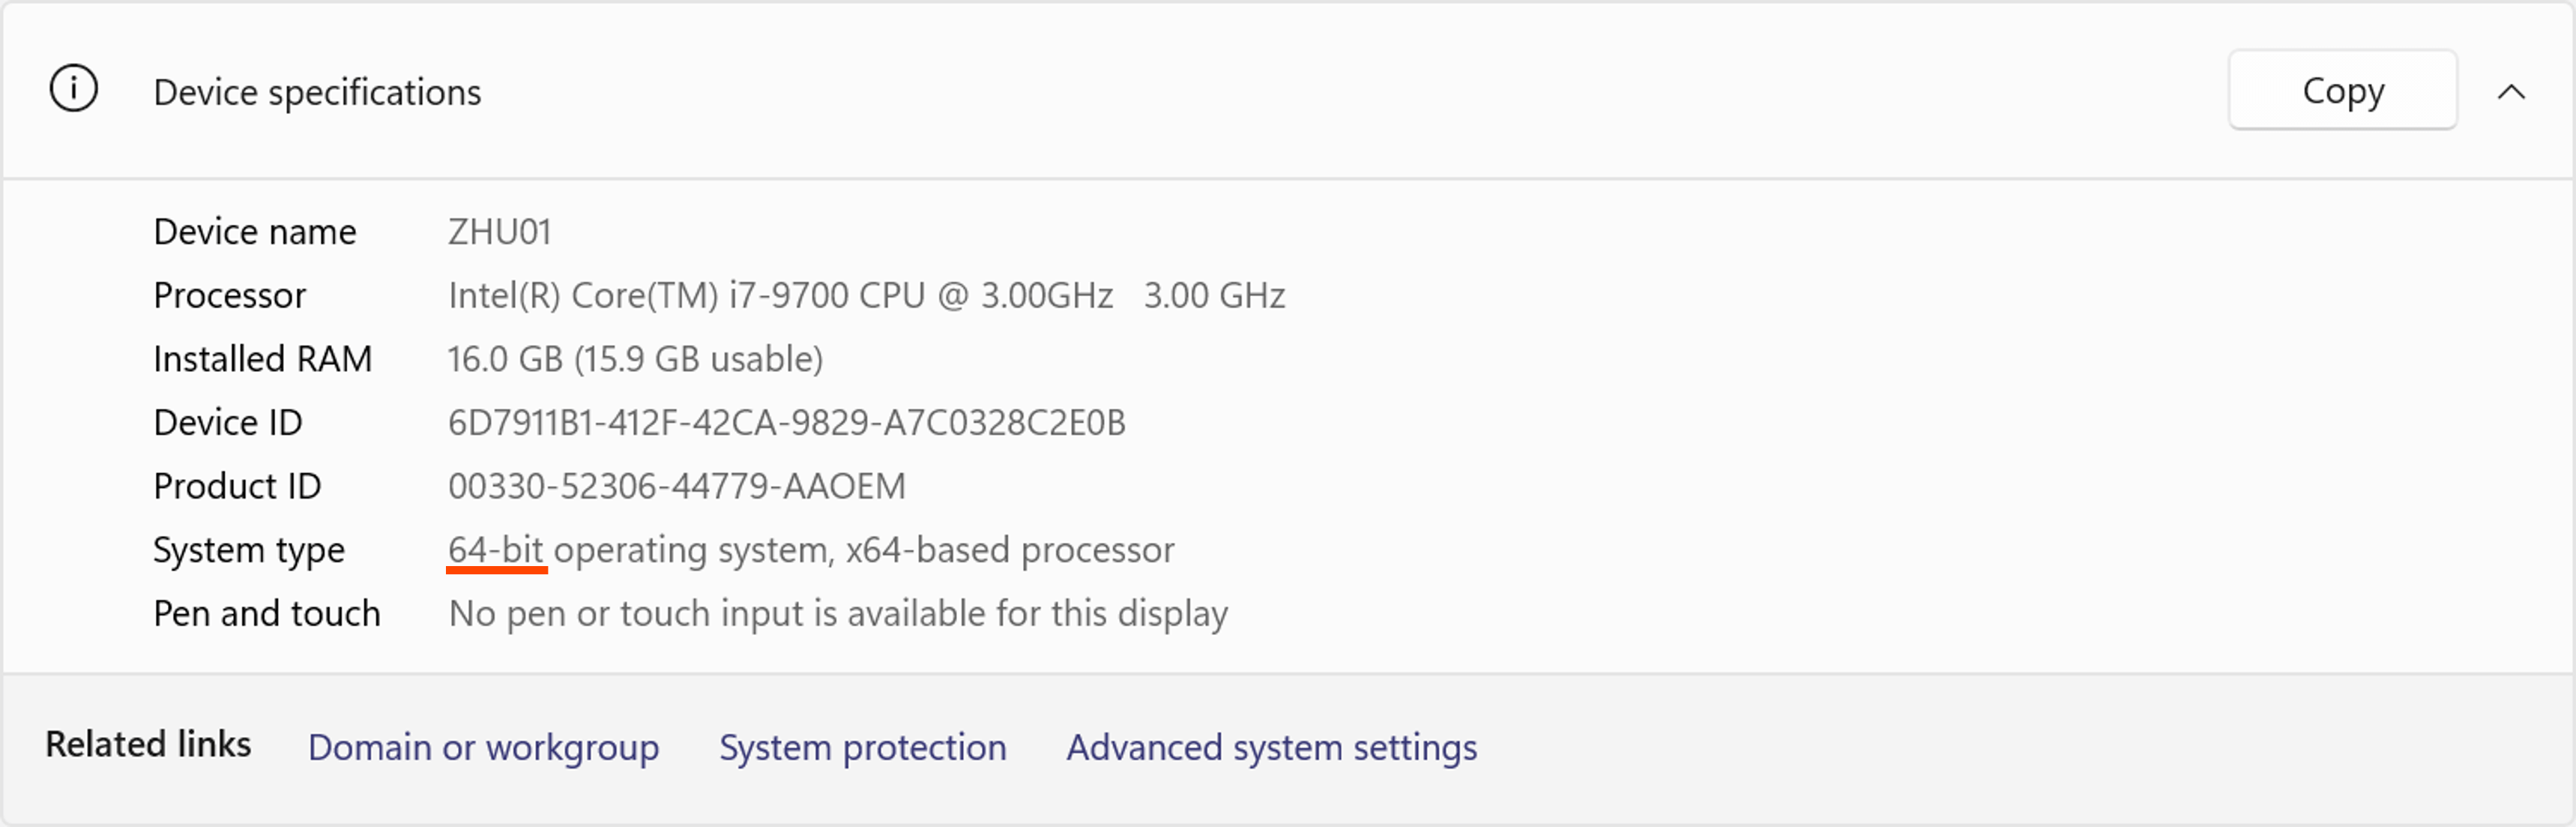 Device specifications
Copy
Device name ZHU01
Processor Intel(R) Core(TM) i7-9700 CPU @ 3.00GHz 3.00 GHz
Installed RAM 16.0 GB (15.9 GB usable)
Device ID 6D7911B1-412F-42CA-9829-A7C0328C2E0B
Product ID 00330-52306-44779-AAOEM
System type 64-bit operating system, x64-based processor
Pen and touch No pen or touch input is available for this display
Related links Domain or workgroup System protection Advanced system settings